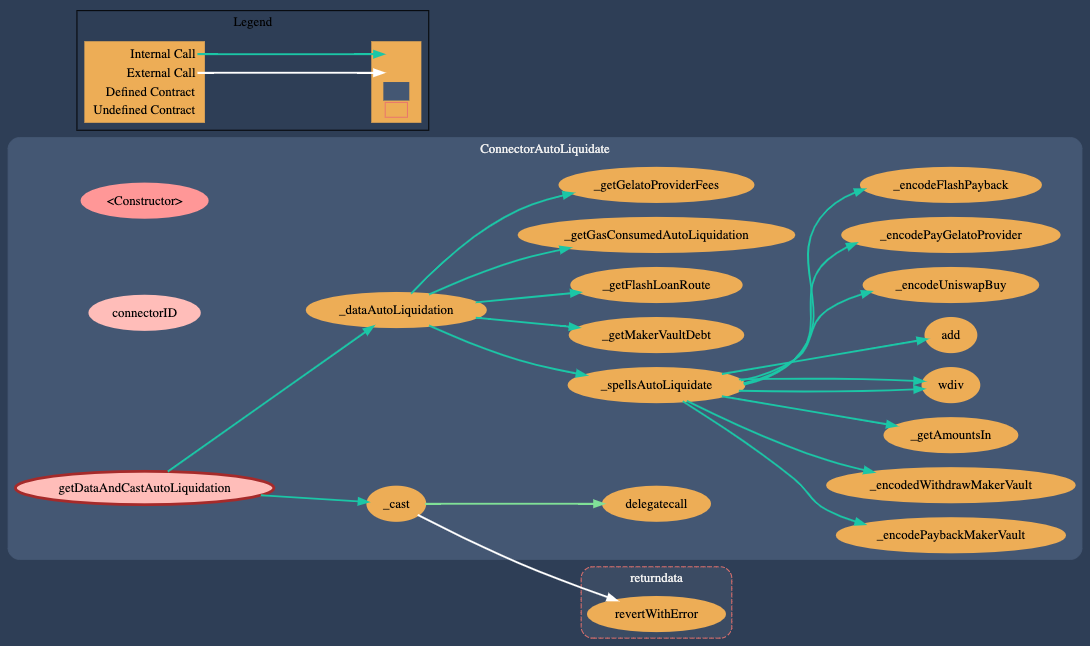 Legend
Internal Call
External Call
Defined Contract
Undefined Contract
ConnectorAutoLiquidate
<Constructor>
connectorID
getDataAndCastAutoLiquidation
_dataAutoLiquidation
_cast
_getGelatoProviderFees
_getGasConsumedAutoLiquidation
_getFlashLoanRoute
_getMakerVaultDebt
_spellsAutoLiquidate
delegatecall
_encodeFlashPayback
_encodePayGelatoProvider
_encodeUniswapBuy
add
wdiv
_getAmountsIn
_encodedWithdrawMakerVault
_encodePaybackMakerVault
returndata
revertWithError